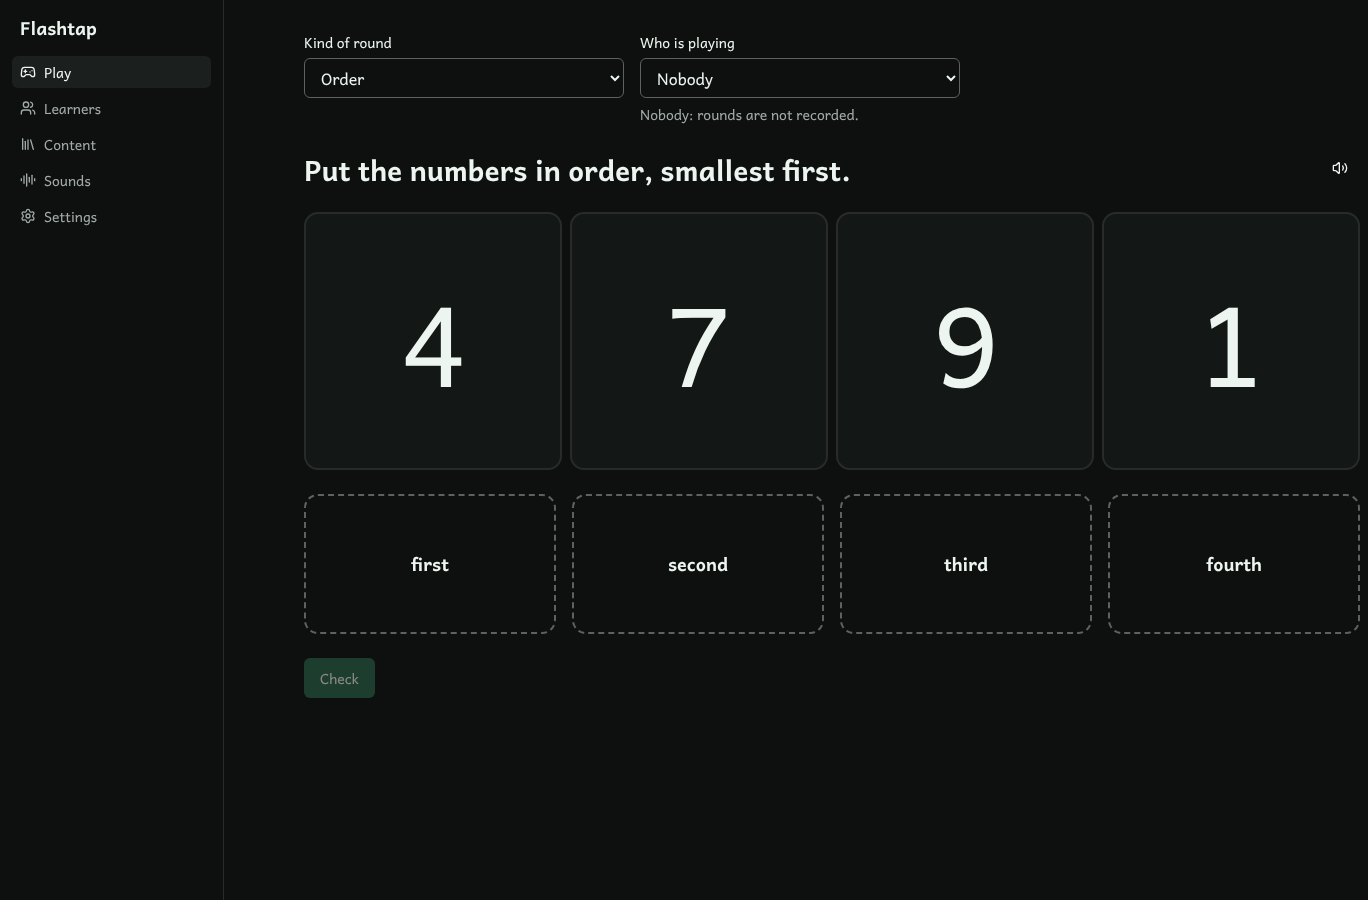 Flashtap
Play
Learners
Content
Sounds
Settings
Kind of round
Who is playing
Order
Nobody
Nobody: rounds are not recorded.
Put the numbers in order, smallest first.
4
7
9
1
first
second
third
fourth
Check